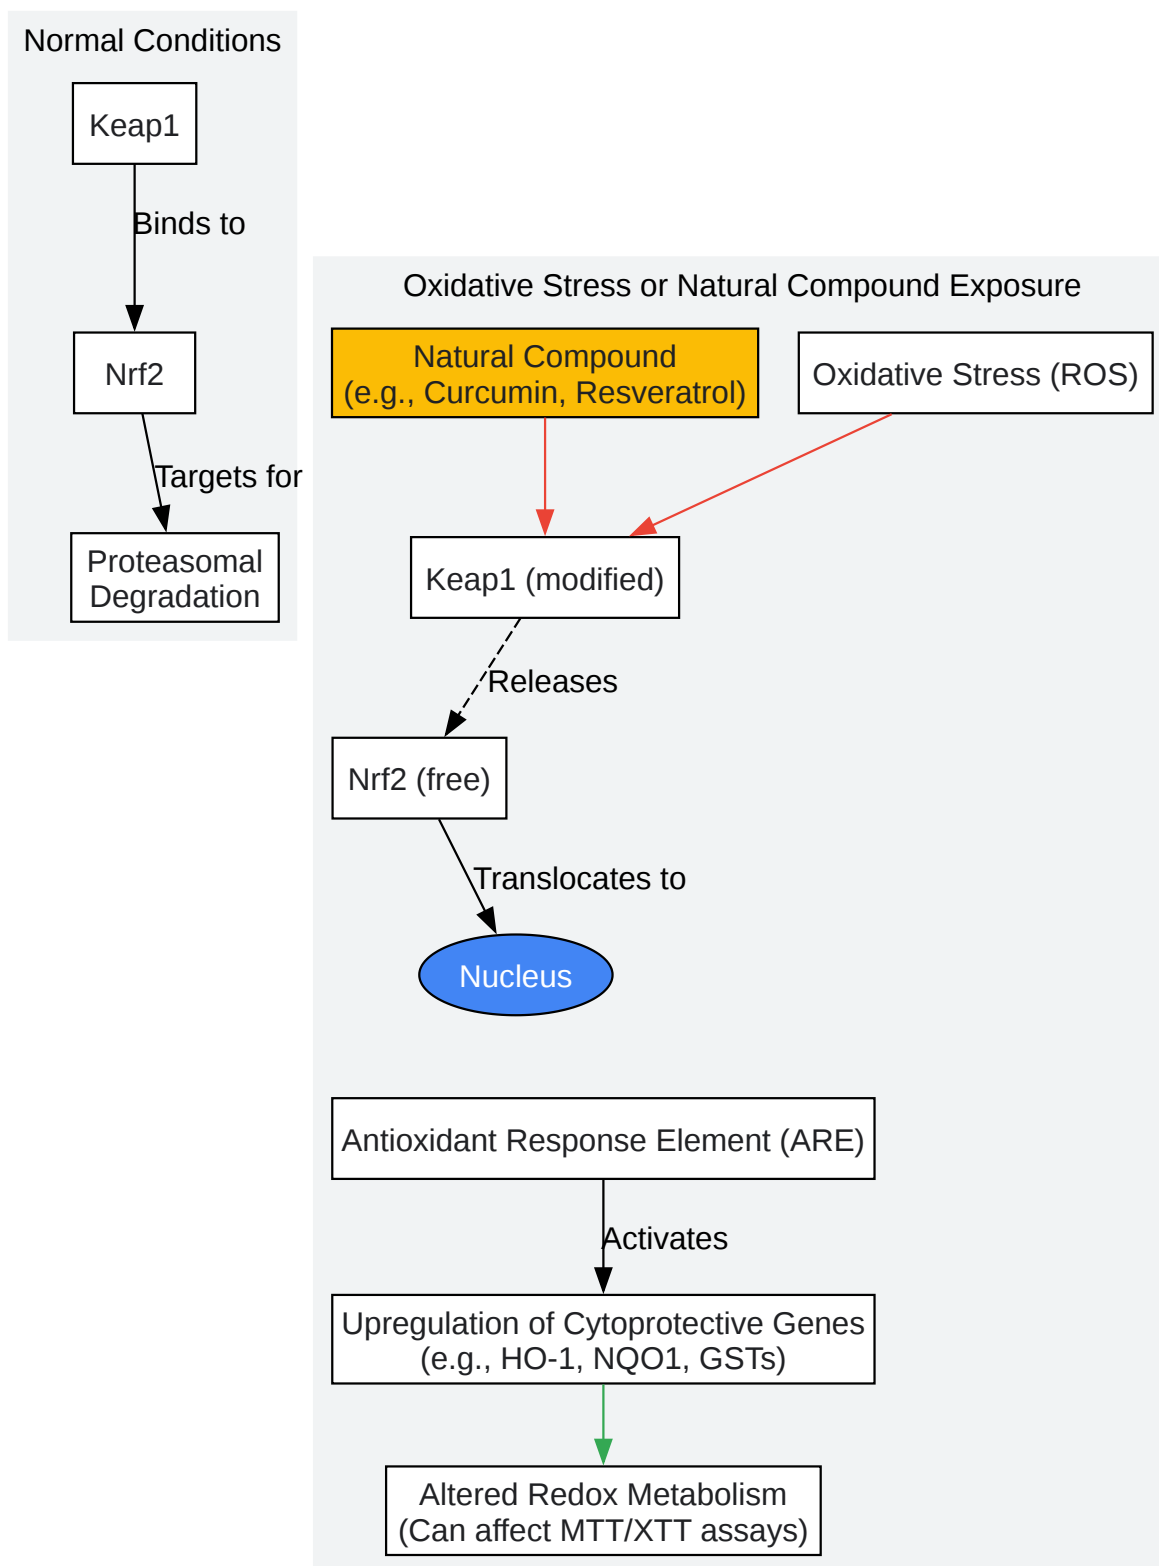 Normal Conditions
Keap1
Binds to
Nrf2
Targets for
Proteasomal
Degradation
Oxidative Stress or Natural Compound Exposure
Natural Compound
(e.g., Curcumin, Resveratrol)
Oxidative Stress (ROS)
Keap1 (modified)
Releases
Nrf2 (free)
Translocates to
Nucleus
Antioxidant Response Element (ARE)
Activates
Upregulation of Cytoprotective Genes
(e.g., HO-1, NQO1, GSTs)
Altered Redox Metabolism
(Can affect MTT/XTT assays)